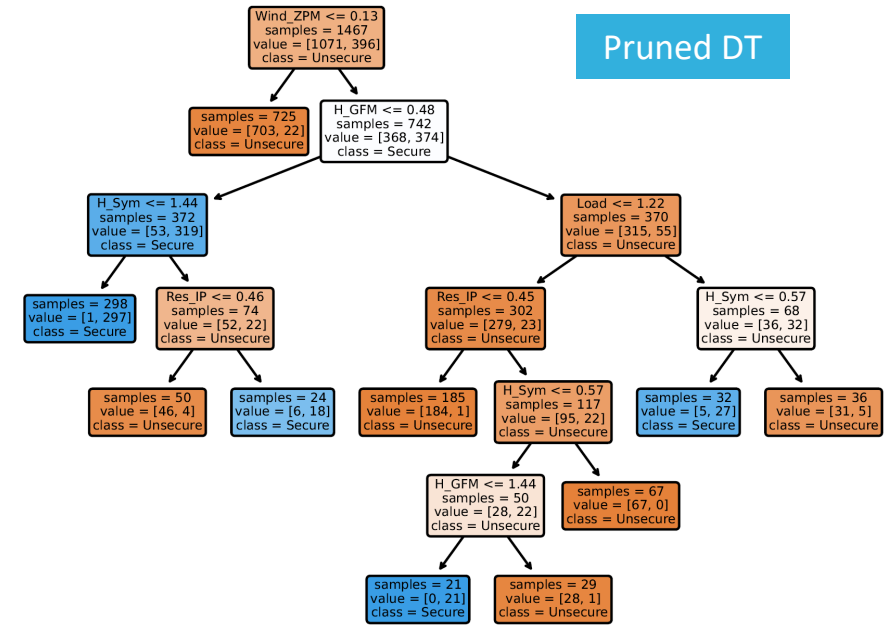 Wind_ZPM <= 0.13
samples = 1467
value = [1071, 396]
class = Unsecure
Pruned DT
samples = 725
value = [703, 22]
class = Unsecure
H_GFM <= 0.48
samples = 742
value = [368, 374]
class = Secure
H_Sym <= 1.44
samples = 372
value = [53, 319]
class = Secure
Load <= 1.22
samples = 370
value = [315, 55]
class = Unsecure
samples = 298
value = [1, 297]
class = Secure
Res_IP <= 0.46
samples = 74
value = [52, 22]
class = Unsecure
Res_IP <= 0.45
samples = 302
value = [279, 23]
class = Unsecure
H_Sym <= 0.57
samples = 68
value = [36, 32]
class = Unsecure
samples = 50
value = [46, 4]
class = Unsecure
samples = 24
value = [6, 18]
class = Secure
samples = 185
value = [184, 1]
class = Unsecure
H_Sym <= 0.57
samples = 117
value = [95, 22]
class = Unsecure
samples = 32
value = [5, 27]
class = Secure
samples = 36
value = [31, 5]
class = Unsecure
H_GFM <= 1.44
samples = 50
value = [28, 22]
class = Unsecure
samples = 67
value = [67, 0]
class = Unsecure
samples = 21
value = [0, 21]
class = Secure
samples = 29
value = [28, 1]
class = Unsecure